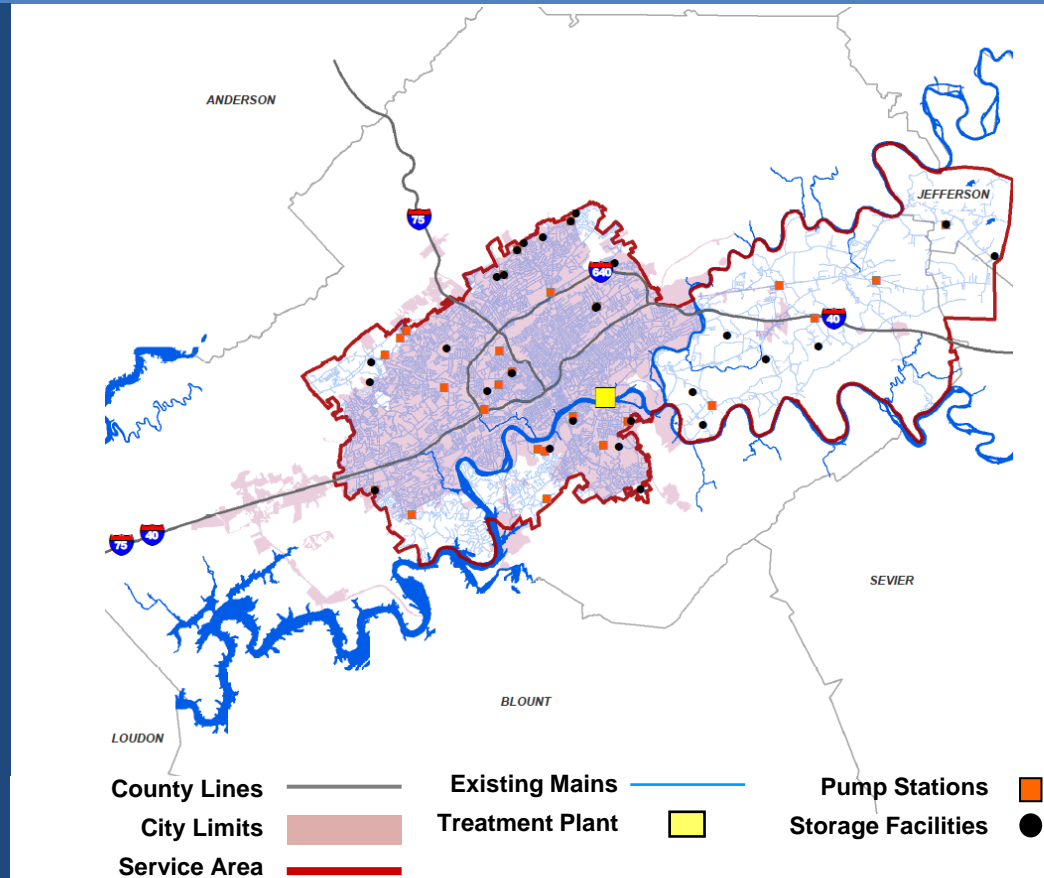 ANDERSON
JEFFERSON
75
640
40
75
40
SEVIER
BLOUNT
LOUDON
County Lines
Existing Mains
Pump Stations
City Limits
Treatment Plant
Storage Facilities
Service Area